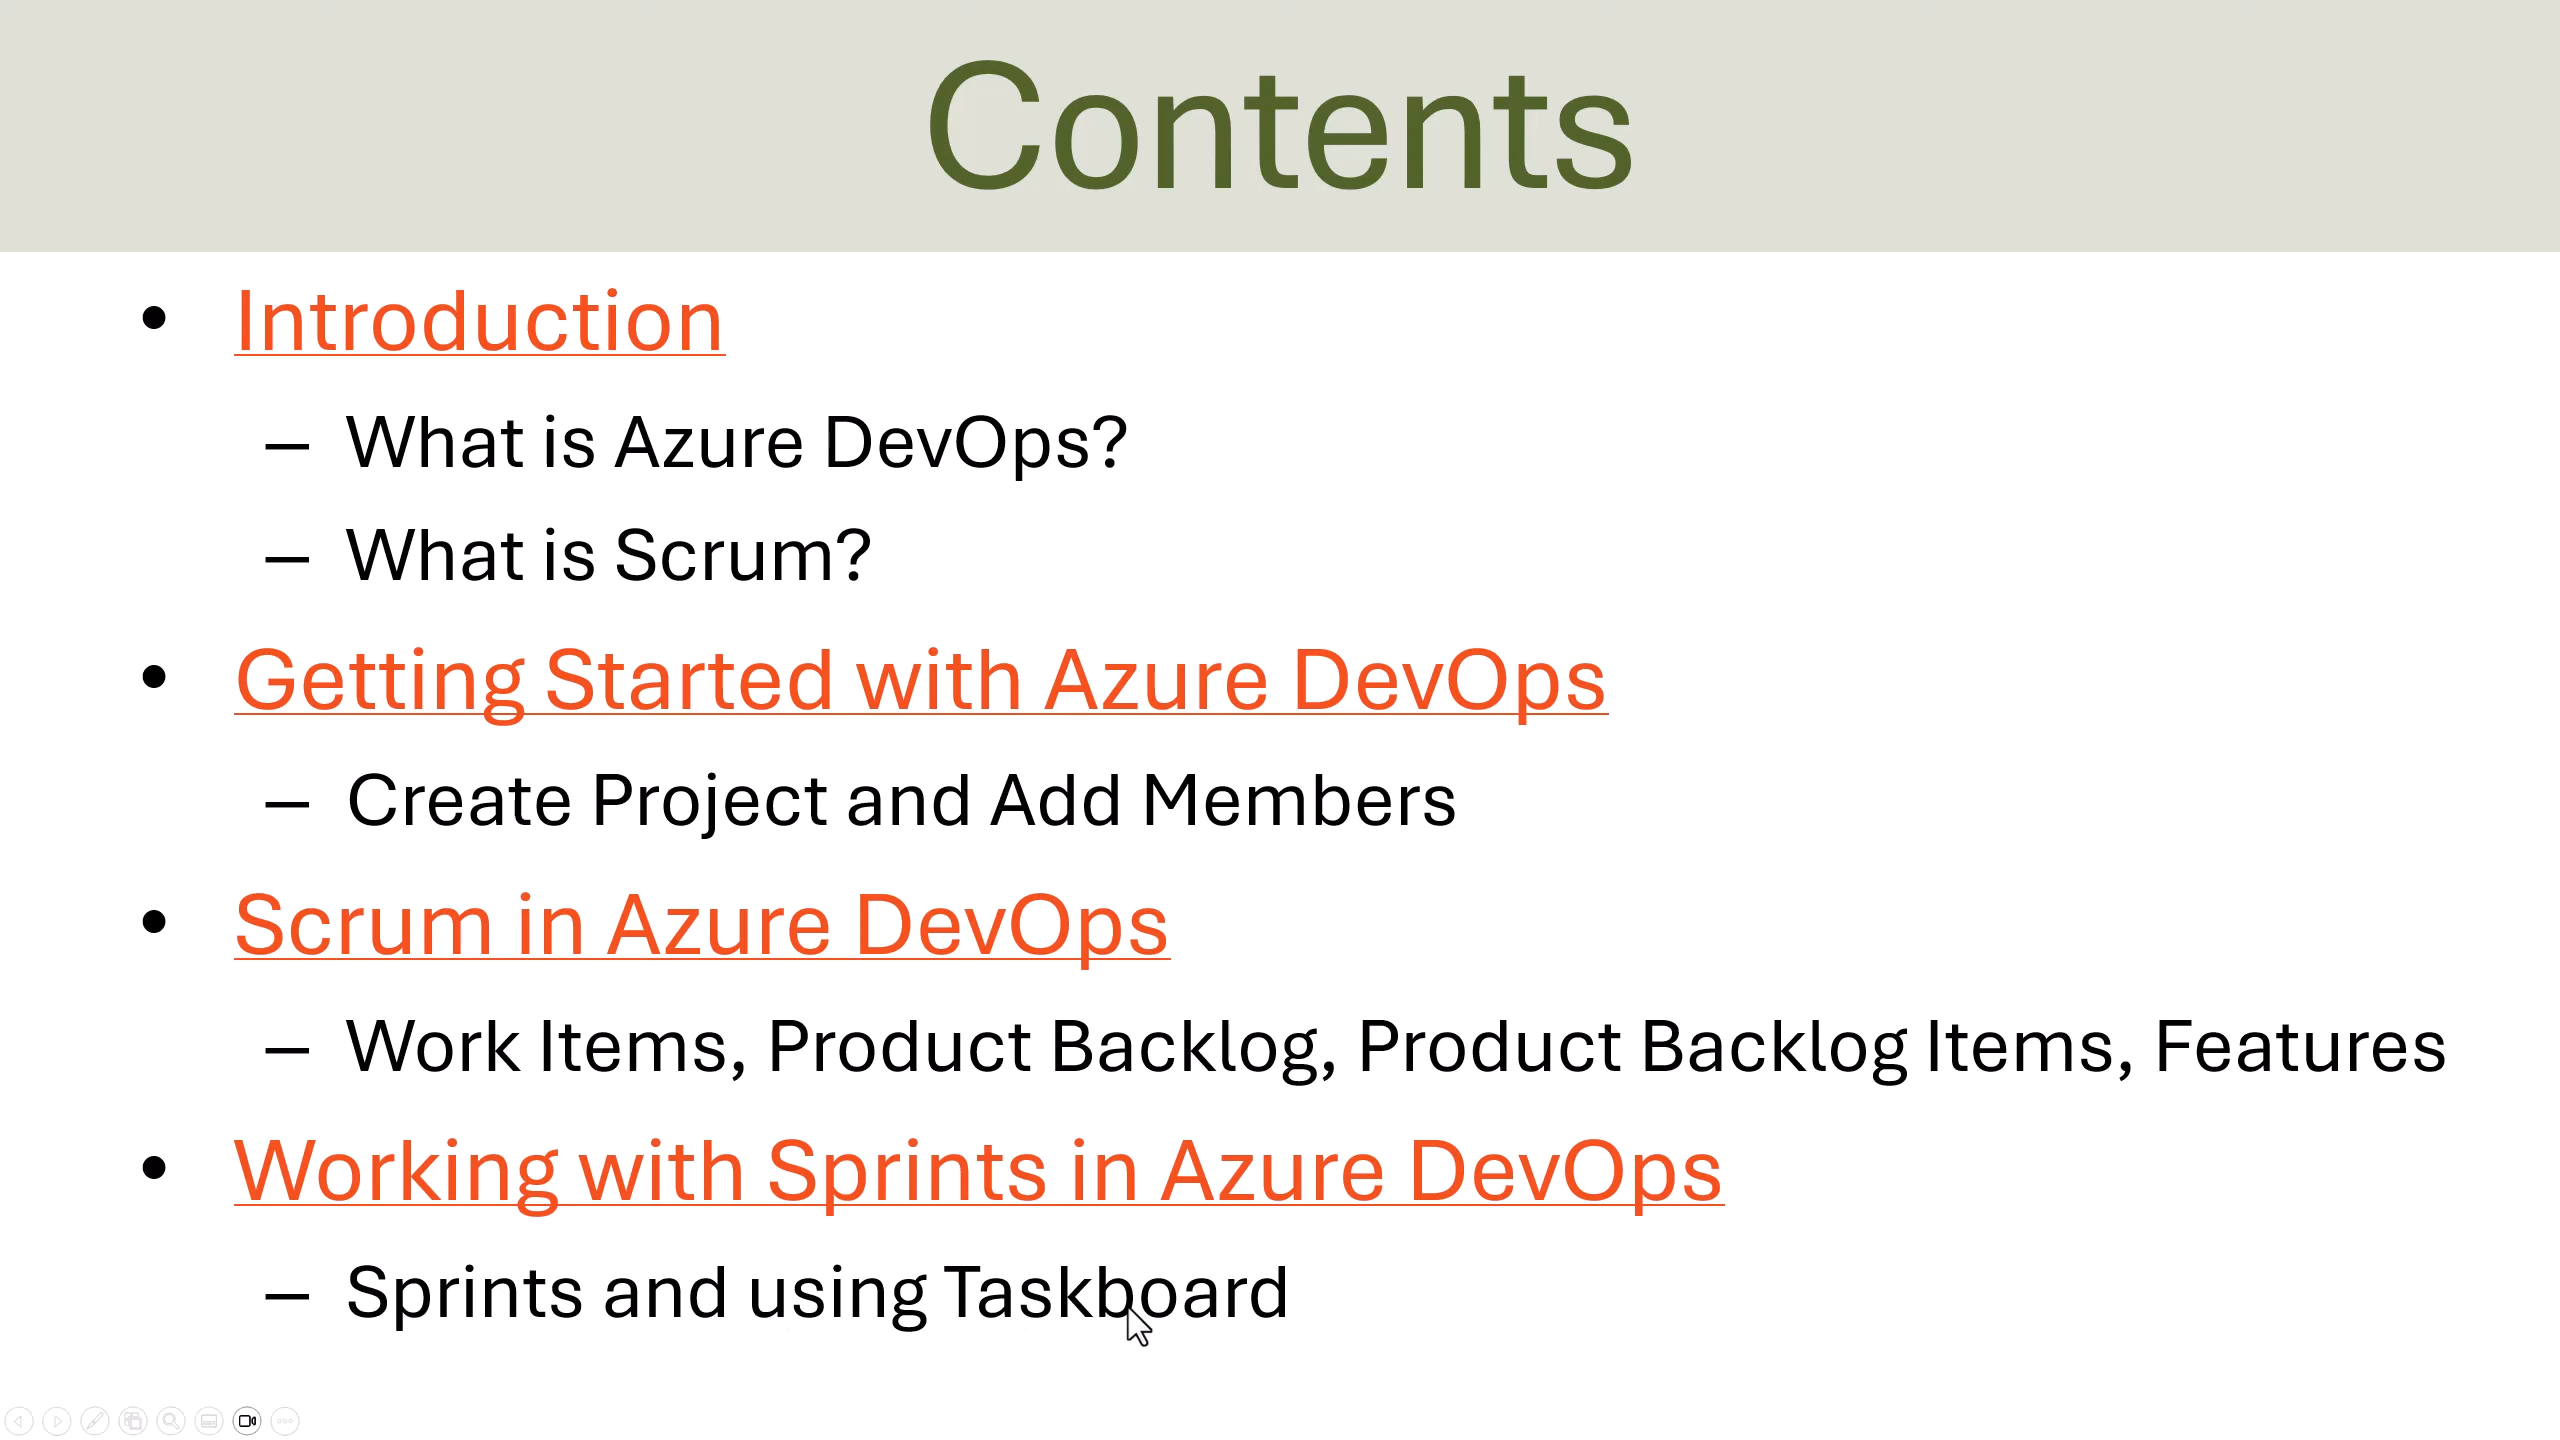 Contents
• Introduction
– What is Azure DevOps?
– What is Scrum?
• Getting Started with Azure DevOps
– Create Project and Add Members
• Scrum in Azure DevOps
– Work Items, Product Backlog, Product Backlog Items, Features
• Working with Sprints in Azure DevOps
– Sprints and using Taskboard